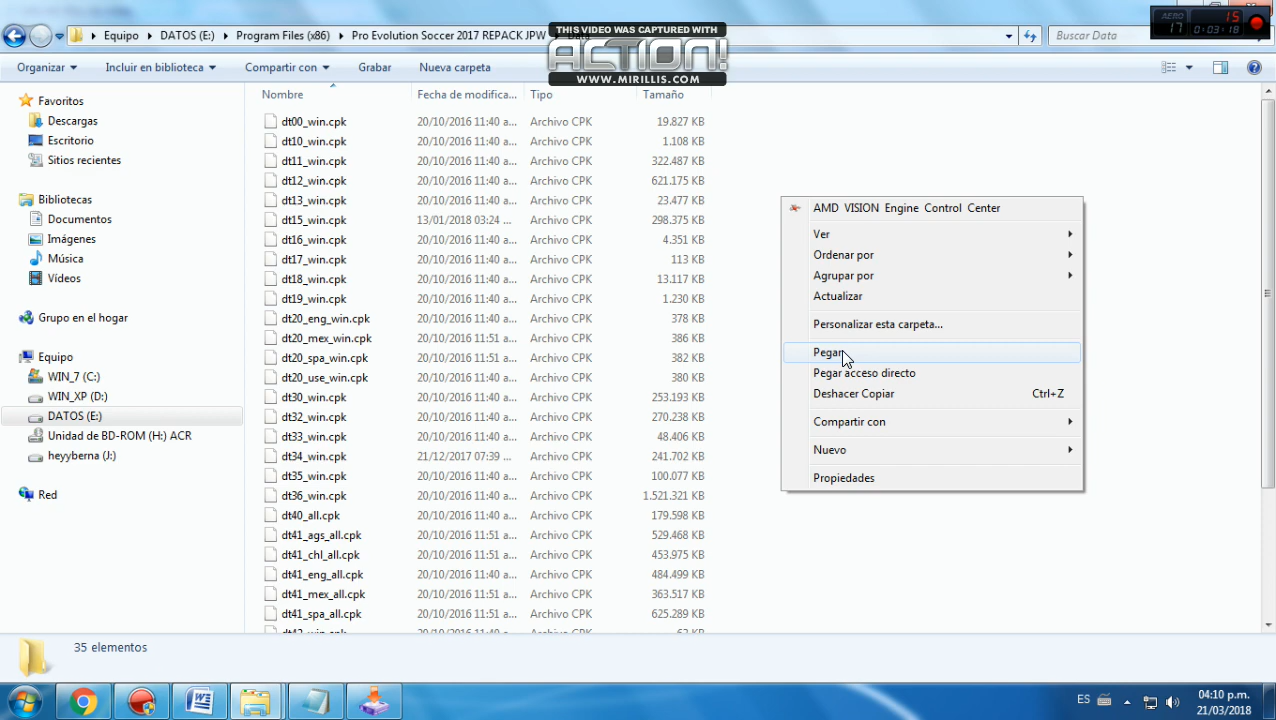 Equipo ▸ DATOS (E:) ▸
Buscar Data
THIS VIDEO WAS CAPTURED WITH
ACTION!
WWW.MIRILLIS.COM
AERO
17
15
0:03:18
Organizar
Incluir en biblioteca
Compartir con
Grabar
Nueva carpeta
Nombre Fecha de modifica... Tipo Tamaño
Favoritos
Descargas
Escritorio
Sitios recientes
Bibliotecas
Documentos
Imágenes
Música
Vídeos
Grupo en el hogar
Equipo
WIN_7 (C:)
WIN_XP (D:)
DATOS (E:)
Unidad de BD-ROM (H:) ACR
heyyberna (J:)
Red
dt00_win.cpk 20/10/2016 11:40 a... Archivo CPK 19.827 KB
dt10_win.cpk 20/10/2016 11:40 a... Archivo CPK 1.108 KB
dt11_win.cpk 20/10/2016 11:40 a... Archivo CPK 322.487 KB
dt12_win.cpk 20/10/2016 11:40 a... Archivo CPK 621.175 KB
dt13_win.cpk 20/10/2016 11:40 a... Archivo CPK 23.477 KB
dt15_win.cpk 13/01/2018 03:24 ... Archivo CPK 298.375 KB
dt16_win.cpk 20/10/2016 11:40 a... Archivo CPK 4.351 KB
dt17_win.cpk 20/10/2016 11:40 a... Archivo CPK 113 KB
dt18_win.cpk 20/10/2016 11:40 a... Archivo CPK 13.117 KB
dt19_win.cpk 20/10/2016 11:40 a... Archivo CPK 1.230 KB
dt20_eng_win.cpk 20/10/2016 11:40 a... Archivo CPK 378 KB
dt20_mex_win.cpk 20/10/2016 11:51 a... Archivo CPK 386 KB
dt20_spa_win.cpk 20/10/2016 11:51 a... Archivo CPK 382 KB
dt20_use_win.cpk 20/10/2016 11:40 a... Archivo CPK 380 KB
dt30_win.cpk 20/10/2016 11:40 a... Archivo CPK 253.193 KB
dt32_win.cpk 20/10/2016 11:40 a... Archivo CPK 270.238 KB
dt33_win.cpk 20/10/2016 11:40 a... Archivo CPK 48.406 KB
dt34_win.cpk 21/12/2017 07:39 ... Archivo CPK 241.702 KB
dt35_win.cpk 20/10/2016 11:40 a... Archivo CPK 100.077 KB
dt36_win.cpk 20/10/2016 11:40 a... Archivo CPK 1.521.321 KB
dt40_all.cpk 20/10/2016 11:40 a... Archivo CPK 179.598 KB
dt41_ags_all.cpk 20/10/2016 11:51 a... Archivo CPK 529.468 KB
dt41_chl_all.cpk 20/10/2016 11:51 a... Archivo CPK 453.975 KB
dt41_eng_all.cpk 20/10/2016 11:40 a... Archivo CPK 484.499 KB
dt41_mex_all.cpk 20/10/2016 11:51 a... Archivo CPK 363.517 KB
dt41_spa_all.cpk 20/10/2016 11:51 a... Archivo CPK 625.289 KB
AMD VISION Engine Control Center
Ver
Ordenar por
Agrupar por
Actualizar
Personalizar esta carpeta...
Pegar
Pegar acceso directo
Deshacer Copiar Ctrl+Z
Compartir con
Nuevo
Propiedades
35 elementos
ES
04:10 p.m.
21/03/2018